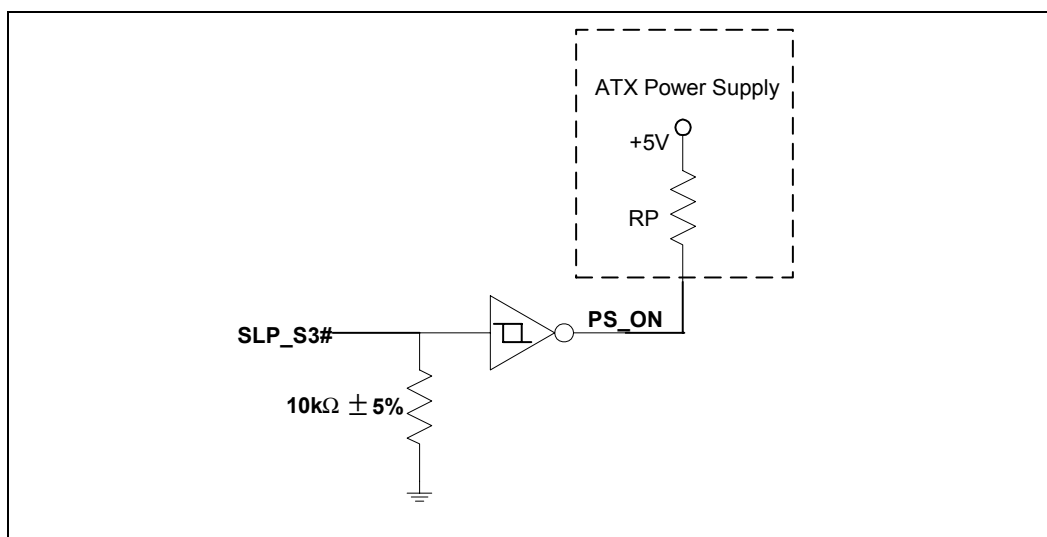 ATX Power Supply
+5V
RP
PS_ON
SLP_S3#
10kΩ ± 5%